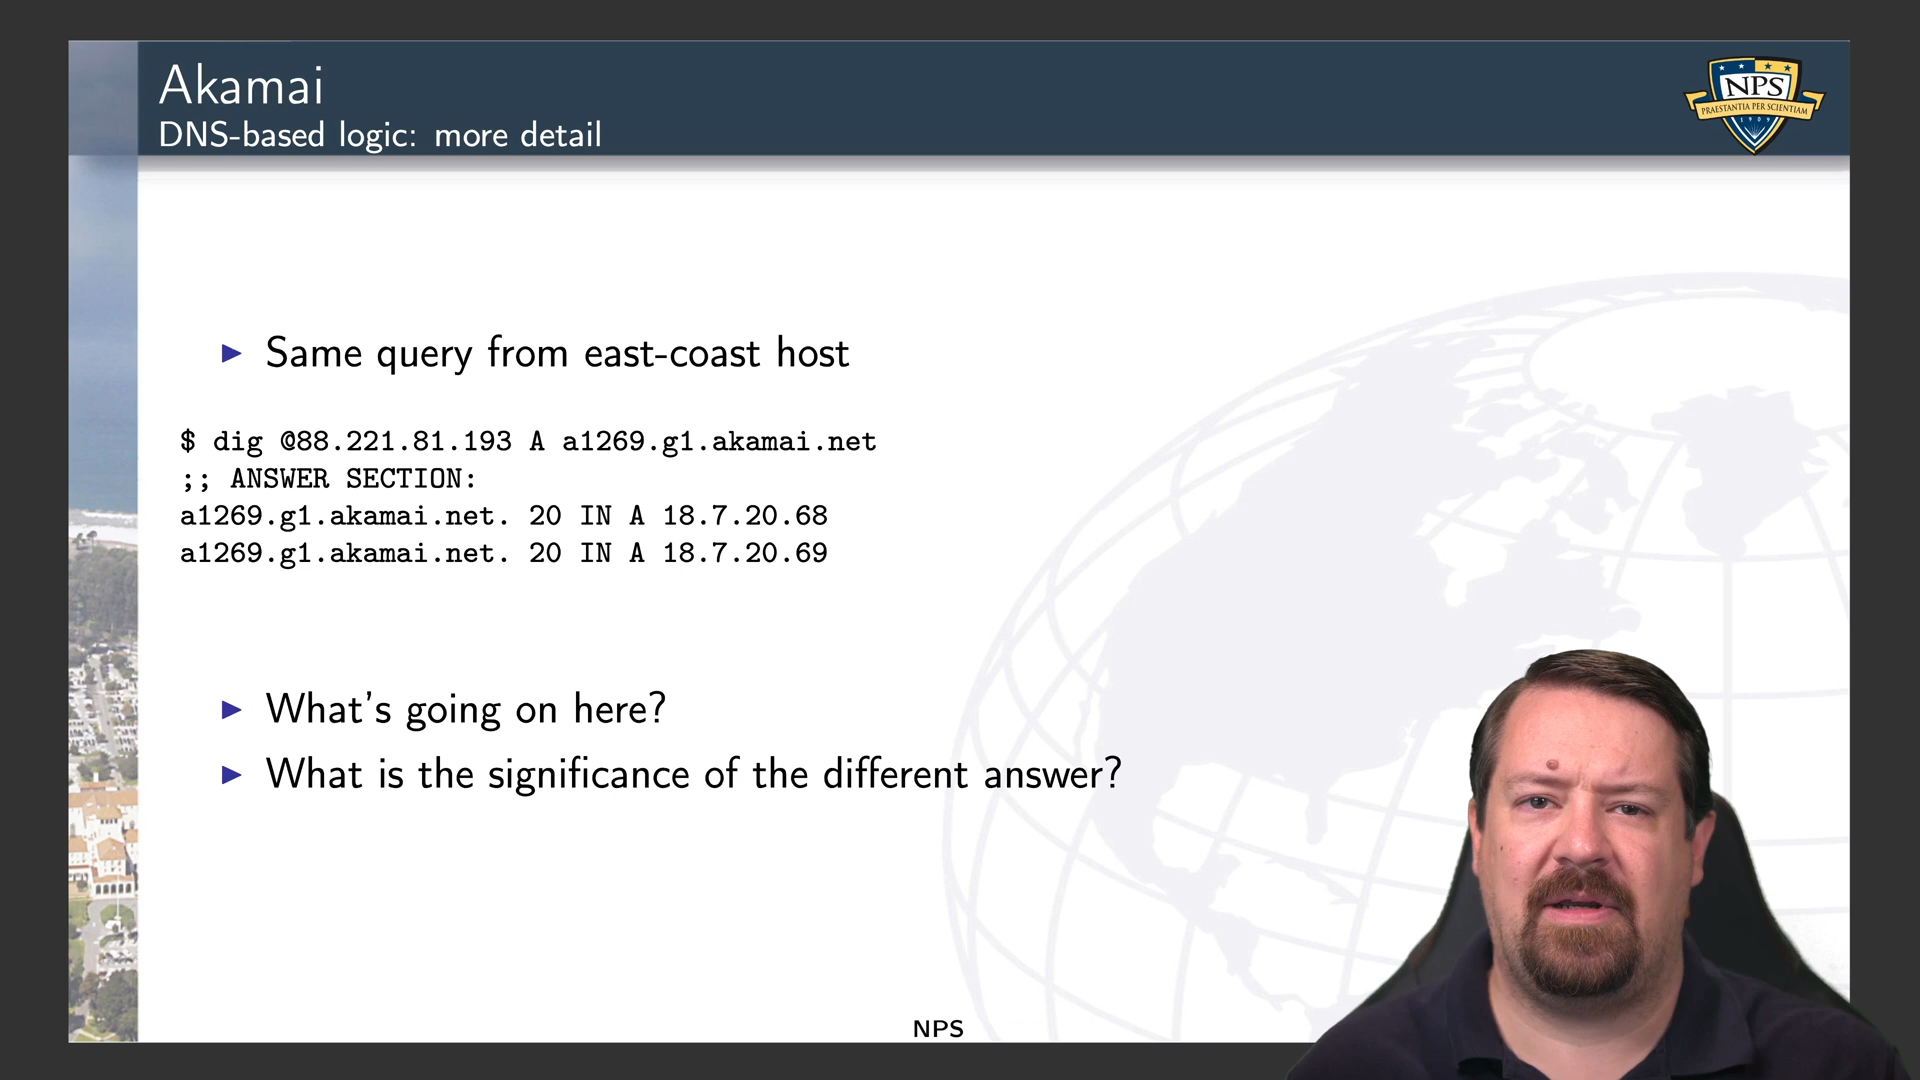 Akamai
DNS-based logic: more detail
NPS
PRAESTANTIA PER SCIENTIAM
1909
▶ Same query from east-coast host
$ dig @88.221.81.193 A a1269.g1.akamai.net
;; ANSWER SECTION:
a1269.g1.akamai.net. 20 IN A 18.7.20.68
a1269.g1.akamai.net. 20 IN A 18.7.20.69
▶ What's going on here?
▶ What is the significance of the different answer?
NPS